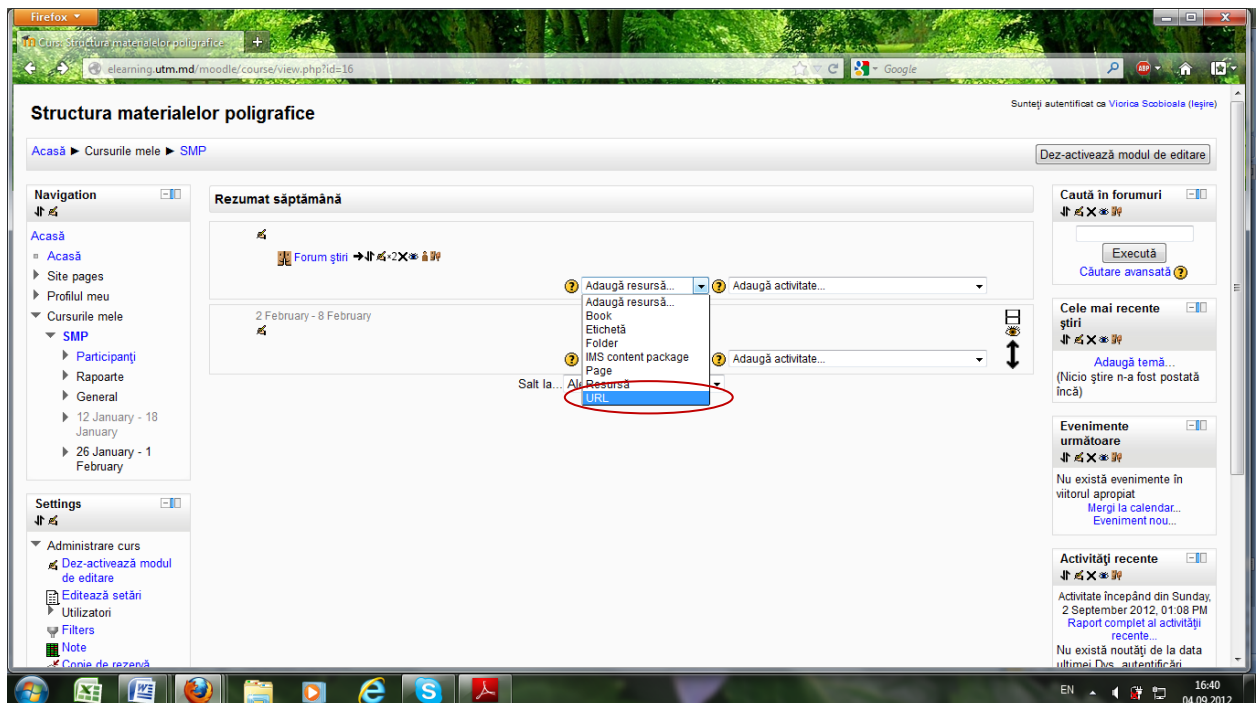 Firefox
Curs: Structura materialelor poligrafice
elearning.utm.md/moodle/course/view.php?id=16
Google
ABP
Structura materialelor poligrafice
Sunteţi autentificat ca Viorica Scobioala (Ieşire)
Acasă ► Cursurile mele ► SMP
Dez-activează modul de editare
Navigation
Acasă
Acasă
Site pages
Profilul meu
Cursurile mele
SMP
Participanţi
Rapoarte
General
12 January - 18
January
26 January - 1
February
Settings
Administrare curs
Dez-activează modul
de editare
Editează setări
Utilizatori
Filters
Note
Copie de rezervă
Rezumat săptămână
Forum ştiri
Adaugă resursă...
Adaugă activitate...
Adaugă resursă...
Book
Etichetă
Folder
IMS content package
Page
Resursă
URL
2 February - 8 February
Adaugă activitate...
Salt la...
Caută în forumuri
Execută
Căutare avansată
Cele mai recente
ştiri
Adaugă temă...
(Nicio ştire n-a fost postată
încă)
Evenimente
următoare
Nu există evenimente în
viitorul apropiat
Mergi la calendar...
Eveniment nou...
Activităţi recente
Activitate începând din Sunday,
2 September 2012, 01:08 PM
Raport complet al activităţii
recente...
Nu există noutăţi de la data
ultimei Dvs. autentificări
EN
16:40
04.09.2012